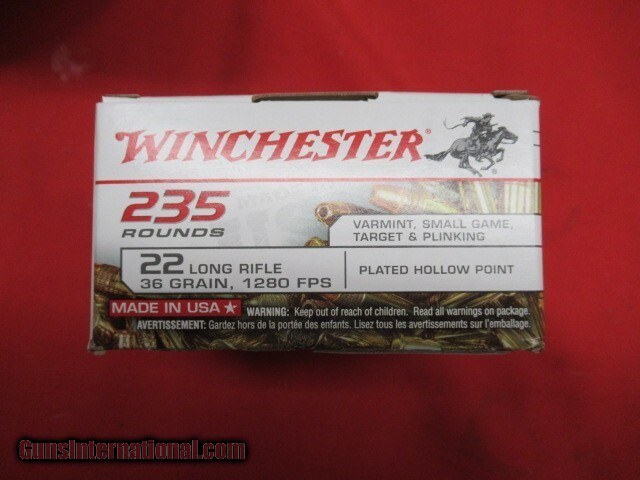 WINCHESTER®
235
ROUNDS
VARMINT, SMALL GAME,
TARGET & PLINKING
22 LONG RIFLE
36 GRAIN, 1280 FPS
PLATED HOLLOW POINT
MADE IN USA
WARNING: Keep out of reach of children. Read all warnings on package.
AVERTISSEMENT: Gardez hors de la portée des enfants. Lisez tous les avertissements sur l'emballage.
GunsInternational.com